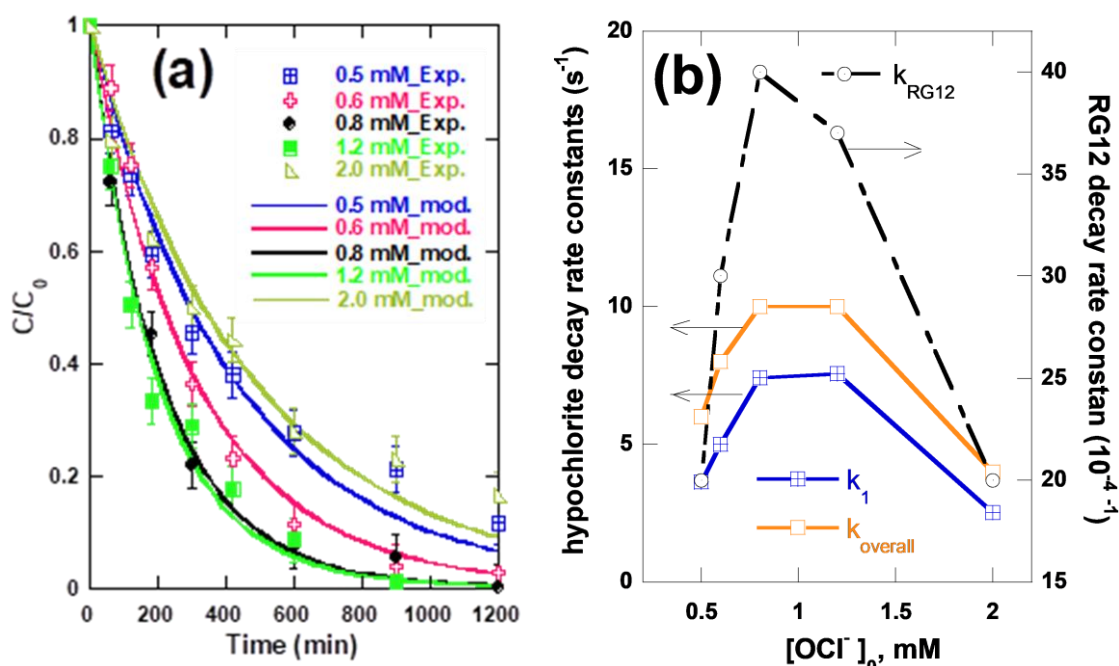 (a)
C/C0
1
0.8
0.6
0.4
0.2
0
0.5 mM_Exp.
0.6 mM_Exp.
0.8 mM_Exp.
1.2 mM_Exp.
2.0 mM_Exp.
0.5 mM_mod.
0.6 mM_mod.
0.8 mM_mod.
1.2 mM_mod.
2.0 mM_mod.
0 200 400 600 800 1000 1200
Time (min)
(b)
hypochlorite decay rate constants (s-1)
20
15
10
5
0
kRG12
k1
koverall
40
35
30
25
20
15
RG12 decay rate constan (10-4 -1)
0.5 1 1.5 2
[OCl- ]0, mM